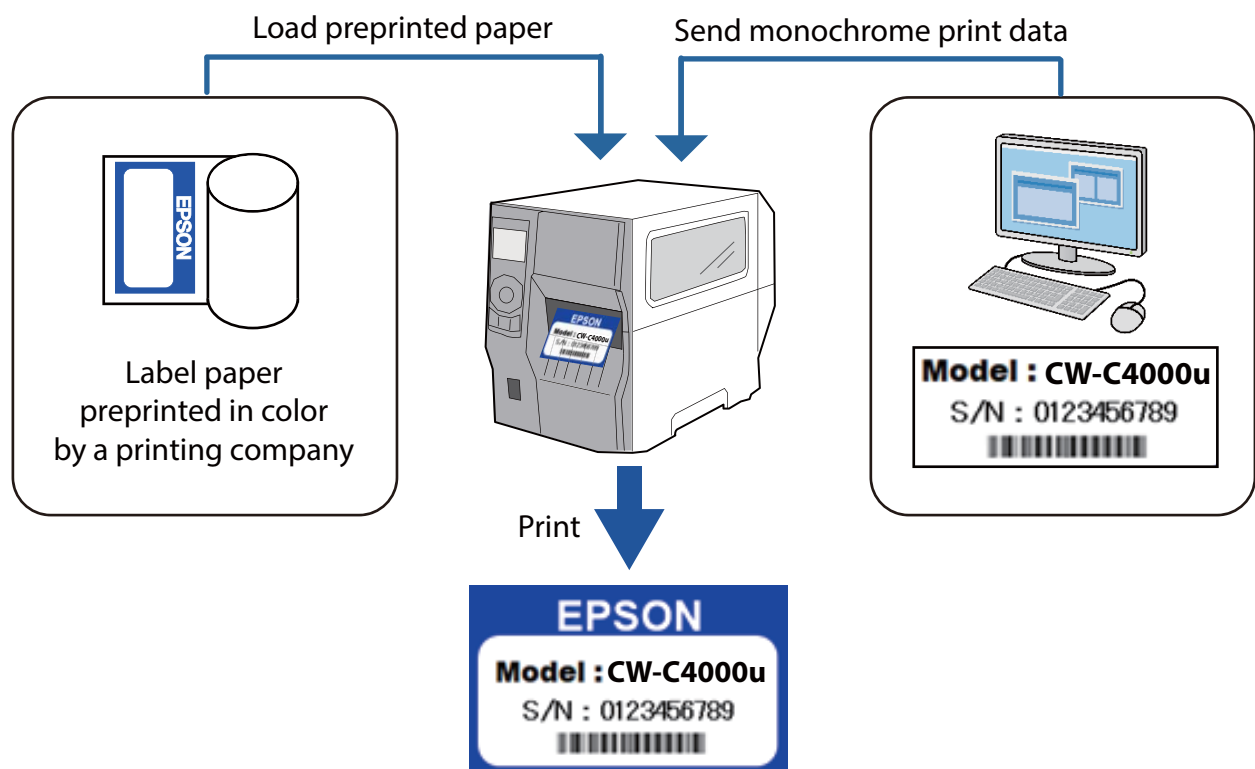 Load preprinted paper
Send monochrome print data
EPSON
Label paper
preprinted in color
by a printing company
EPSON
Model : CW-C4000u
S/N : 0123456789
Model : CW-C4000u
S/N : 0123456789
Print
EPSON
Model : CW-C4000u
S/N : 0123456789